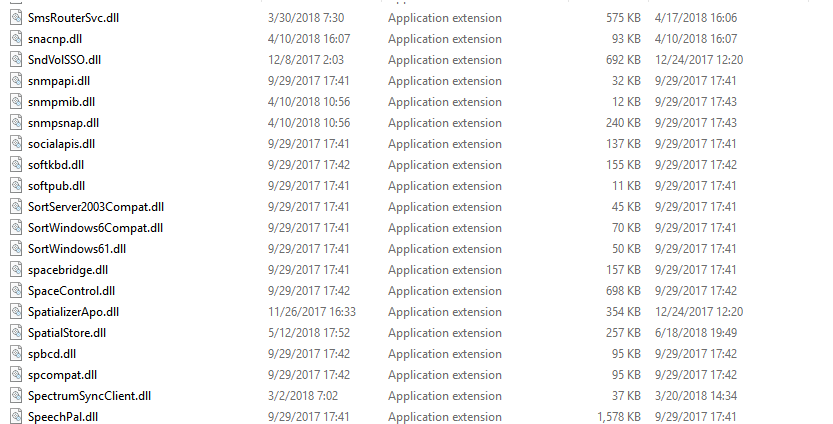 SmsRouterSvc.dll 3/30/2018 7:30 Application extension 575 KB 4/17/2018 16:06
snacnp.dll 4/10/2018 16:07 Application extension 93 KB 4/10/2018 16:07
SndVolSSO.dll 12/8/2017 2:03 Application extension 692 KB 12/24/2017 12:20
snmpapi.dll 9/29/2017 17:41 Application extension 32 KB 9/29/2017 17:41
snmpmib.dll 4/10/2018 10:56 Application extension 12 KB 9/29/2017 17:43
snmpsnap.dll 4/10/2018 10:56 Application extension 240 KB 9/29/2017 17:43
socialapis.dll 9/29/2017 17:41 Application extension 137 KB 9/29/2017 17:41
softkbd.dll 9/29/2017 17:42 Application extension 155 KB 9/29/2017 17:42
softpub.dll 9/29/2017 17:41 Application extension 11 KB 9/29/2017 17:41
SortServer2003Compat.dll 9/29/2017 17:41 Application extension 45 KB 9/29/2017 17:41
SortWindows6Compat.dll 9/29/2017 17:41 Application extension 70 KB 9/29/2017 17:41
SortWindows61.dll 9/29/2017 17:41 Application extension 50 KB 9/29/2017 17:41
spacebridge.dll 9/29/2017 17:41 Application extension 157 KB 9/29/2017 17:41
SpaceControl.dll 9/29/2017 17:42 Application extension 698 KB 9/29/2017 17:42
SpatializerApo.dll 11/26/2017 16:33 Application extension 354 KB 12/24/2017 12:20
SpatialStore.dll 5/12/2018 17:52 Application extension 257 KB 6/18/2018 19:49
spbcd.dll 9/29/2017 17:42 Application extension 95 KB 9/29/2017 17:42
spcompat.dll 9/29/2017 17:42 Application extension 95 KB 9/29/2017 17:42
SpectrumSyncClient.dll 3/2/2018 7:02 Application extension 37 KB 3/20/2018 14:34
SpeechPal.dll 9/29/2017 17:41 Application extension 1,578 KB 9/29/2017 17:41